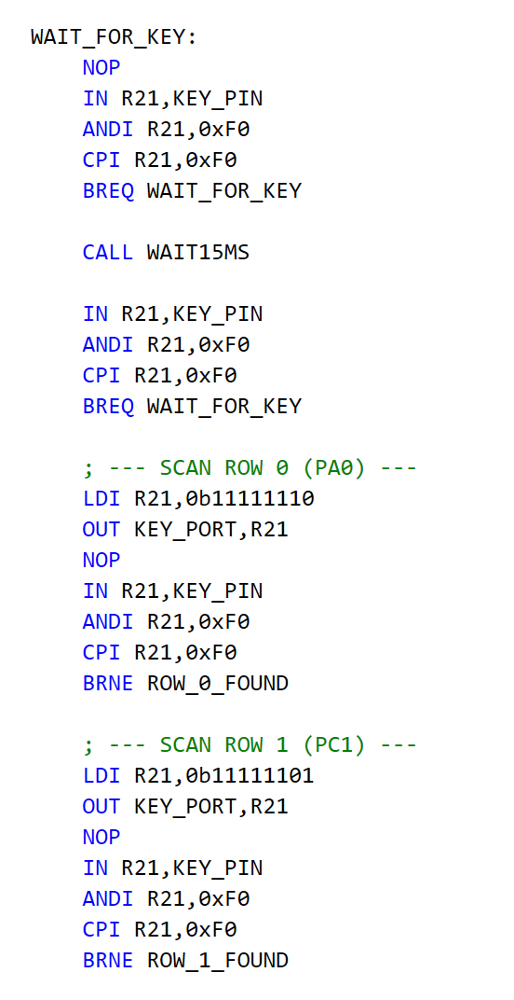 WAIT_FOR_KEY:
NOP
IN R21,KEY_PIN
ANDI R21,0xF0
CPI R21,0xF0
BREQ WAIT_FOR_KEY
CALL WAIT15MS
IN R21,KEY_PIN
ANDI R21,0xF0
CPI R21,0xF0
BREQ WAIT_FOR_KEY
; --- SCAN ROW 0 (PA0) ---
LDI R21,0b11111110
OUT KEY_PORT,R21
NOP
IN R21,KEY_PIN
ANDI R21,0xF0
CPI R21,0xF0
BRNE ROW_0_FOUND
; --- SCAN ROW 1 (PC1) ---
LDI R21,0b11111101
OUT KEY_PORT,R21
NOP
IN R21,KEY_PIN
ANDI R21,0xF0
CPI R21,0xF0
BRNE ROW_1_FOUND